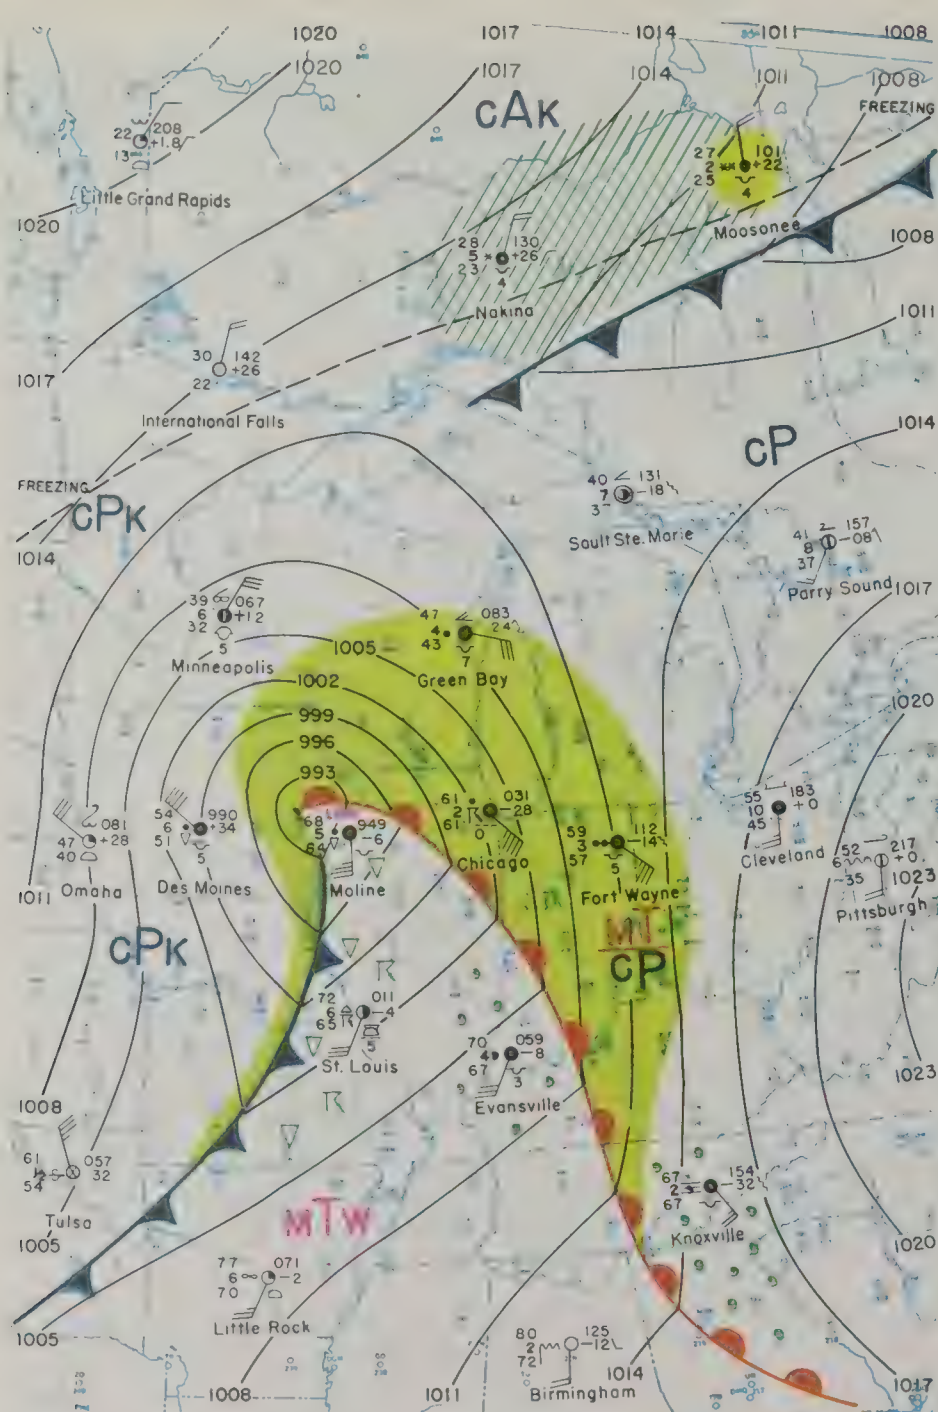 1020 1017 1014 1011 1008
1020 1017 1014 1011 1008
cAk
FREEZING
22 208
+1.8
13
Little Grand Rapids
1020
27 101
2 ** +22
25
4
Moosonee
28 130
5 * +26
23
4
Nakina
1008
1011
30 142
+26
22
International Falls
1017
1014
cP
FREEZING
cPk
1014
40 131
7 -18
3
Sault Ste. Marie
41 157
8 -08
37
Parry Sound
1017
39 067
6 +12
32
5
Minneapolis
47 083
4 24
43
7
Green Bay
1005
1002
999
996
993
1020
54 990
6 +34
51
5
Des Moines
081
47 +28
40
Omaha
1011
68 949
5 -6
64
Moline
61 031
2 R -28
61
0
Chicago
59 112
3 -14
57
5
Fort Wayne
55 183
10 +0
45
Cleveland
52 217
6 +0
-35
1023
Pittsburgh
mT
cP
cPk
72 011
6 -4
65
5
St. Louis
70 059
4 -8
67
3
Evansville
1008
1023
61 057
32
54
Tulsa
1005
mTw
67 154
2 -32
67
Knoxville
1020
77 071
6 ∞ -2
70
Little Rock
1005
80 125
2 -12
72
Birmingham
1008 1011 1014 1017